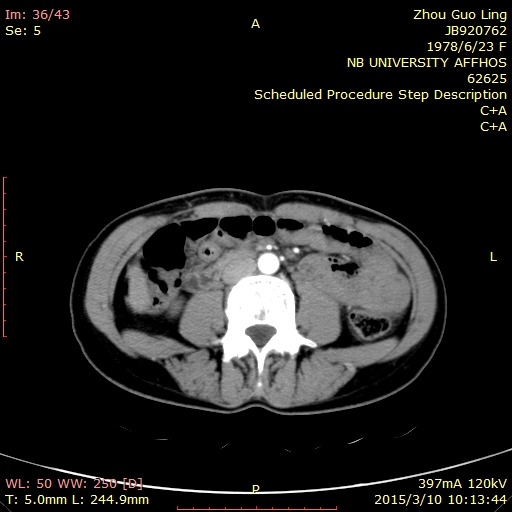 Im: 36/43
Se: 5
A
Zhou Guo Ling
JB920762
1978/6/23 F
NB UNIVERSITY AFFHOS
62625
Scheduled Procedure Step Description
C+A
C+A
R
L
WL: 50 WW: 250 [D]
T: 5.0mm L: 244.9mm
P
397mA 120kV
2015/3/10 10:13:44